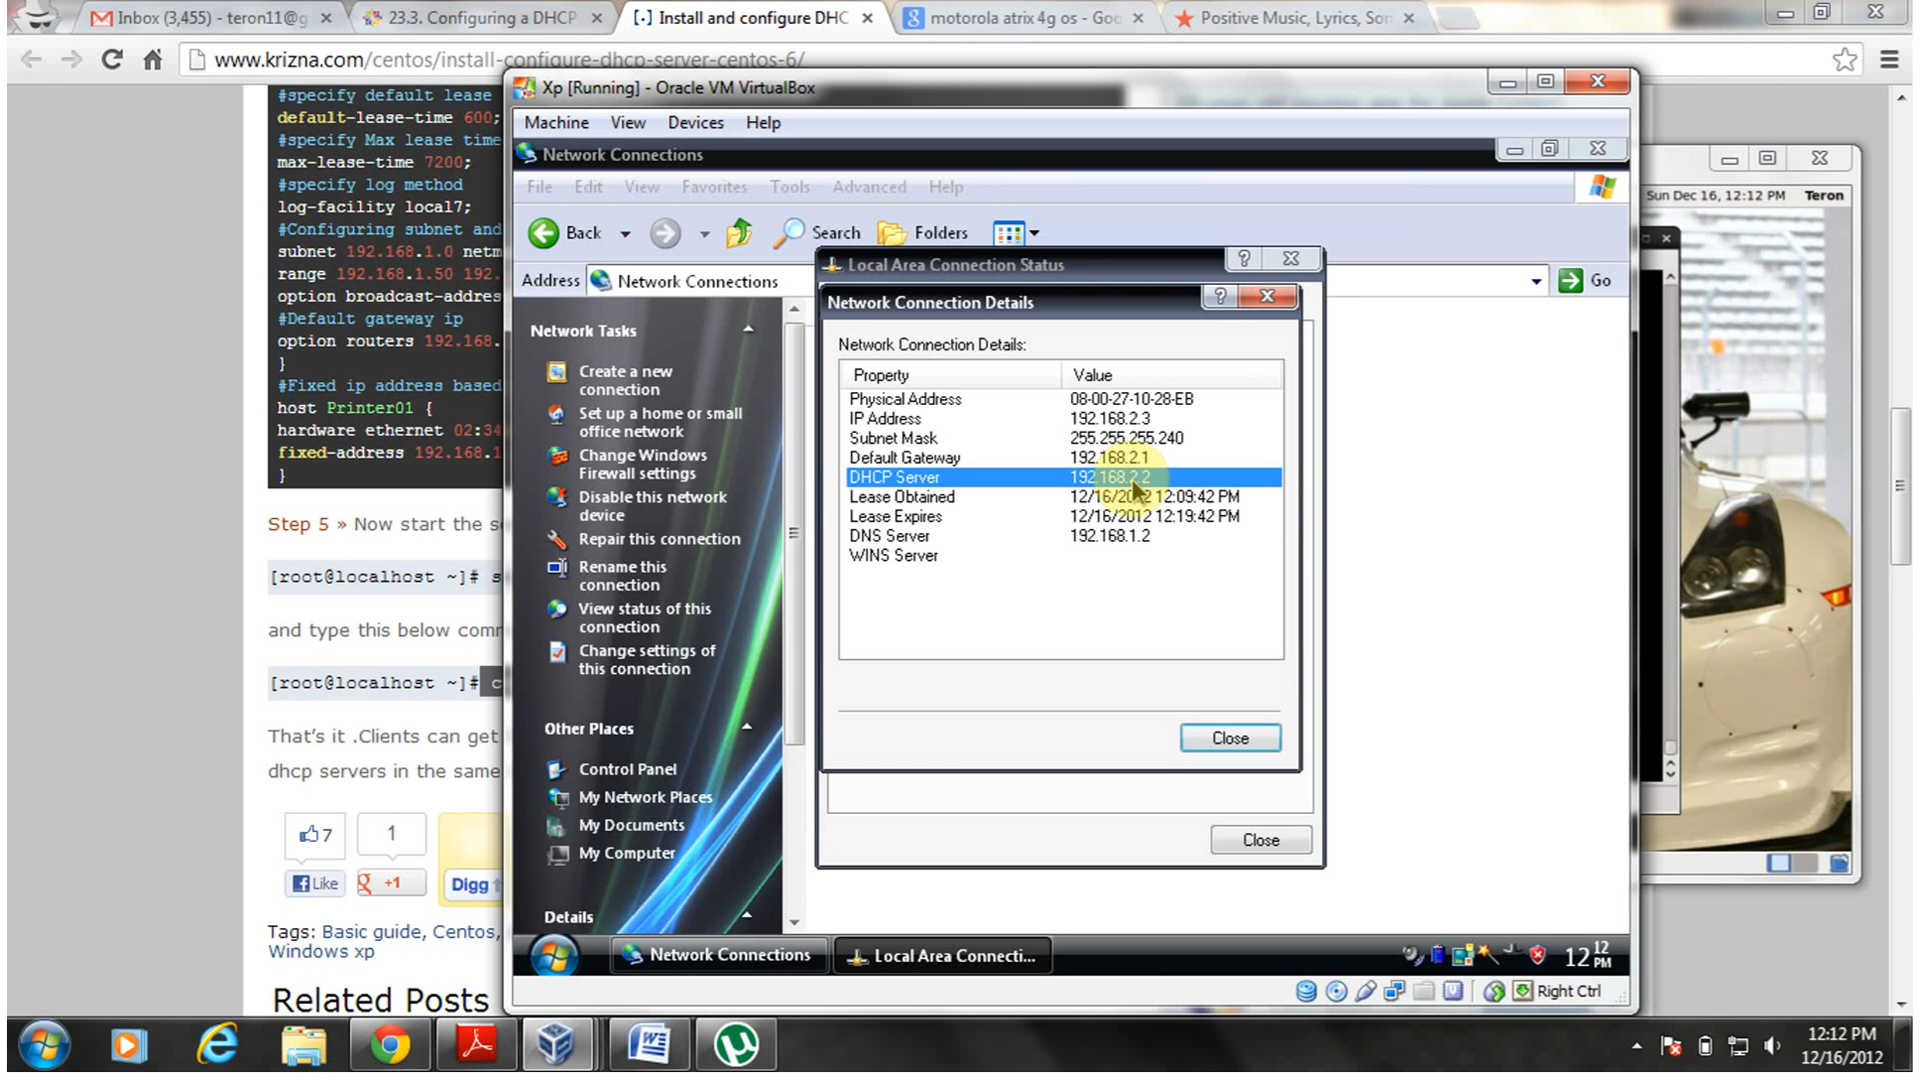 Inbox (3,455) - teron11@g
23.3. Configuring a DHCP
[.] Install and configure DHC
motorola atrix 4g os - Goo
Positive Music, Lyrics, Son
www.krizna.com/centos/install-configure-dhcp-server-centos-6/
#specify default lease
default-lease-time 600;
#specify Max lease time
max-lease-time 7200;
#specify log method
log-facility local7;
#Configuring subnet and
subnet 192.168.1.0 netm
range 192.168.1.50 192.
option broadcast-addres
#Default gateway ip
option routers 192.168.
}
#Fixed ip address based
host Printer01 {
hardware ethernet 02:34
fixed-address 192.168.1
}
Step 5 » Now start the s
[root@localhost ~]# s
and type this below com
[root@localhost ~]# c
That's it .Clients can get
dhcp servers in the same
7
1
Like
+1
Digg
Tags: Basic guide, Centos,
Windows xp
Related Posts
Xp [Running] - Oracle VM VirtualBox
Machine View Devices Help
Network Connections
File Edit View Favorites Tools Advanced Help
Back Search Folders
Address Network Connections Go
Network Tasks
Create a new
connection
Set up a home or small
office network
Change Windows
Firewall settings
Disable this network
device
Repair this connection
Rename this
connection
View status of this
connection
Change settings of
this connection
Other Places
Control Panel
My Network Places
My Documents
My Computer
Details
Local Area Connection Status
Network Connection Details
Network Connection Details:
Property Value
Physical Address 08-00-27-10-28-EB
IP Address 192.168.2.3
Subnet Mask 255.255.255.240
Default Gateway 192.168.2.1
DHCP Server 192.168.2.2
Lease Obtained 12/16/2012 12:09:42 PM
Lease Expires 12/16/2012 12:19:42 PM
DNS Server 192.168.1.2
WINS Server
Close
Close
Sun Dec 16, 12:12 PM Teron
Network Connections
Local Area Connecti...
12 12 PM
Right Ctrl
12:12 PM
12/16/2012